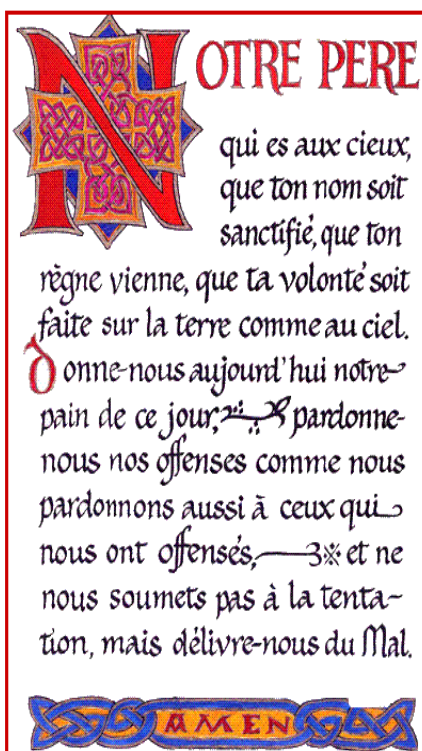 NOTRE PERE
qui es aux cieux,
que ton nom soit
sanctifié, que ton
règne vienne, que ta volonté soit
faite sur la terre comme au ciel.
Donne-nous aujourd'hui notre
pain de ce jour, pardonne-
nous nos offenses comme nous
pardonnons aussi à ceux qui
nous ont offensés, et ne
nous soumets pas à la tenta-
tion, mais délivre-nous du Mal.
AMEN